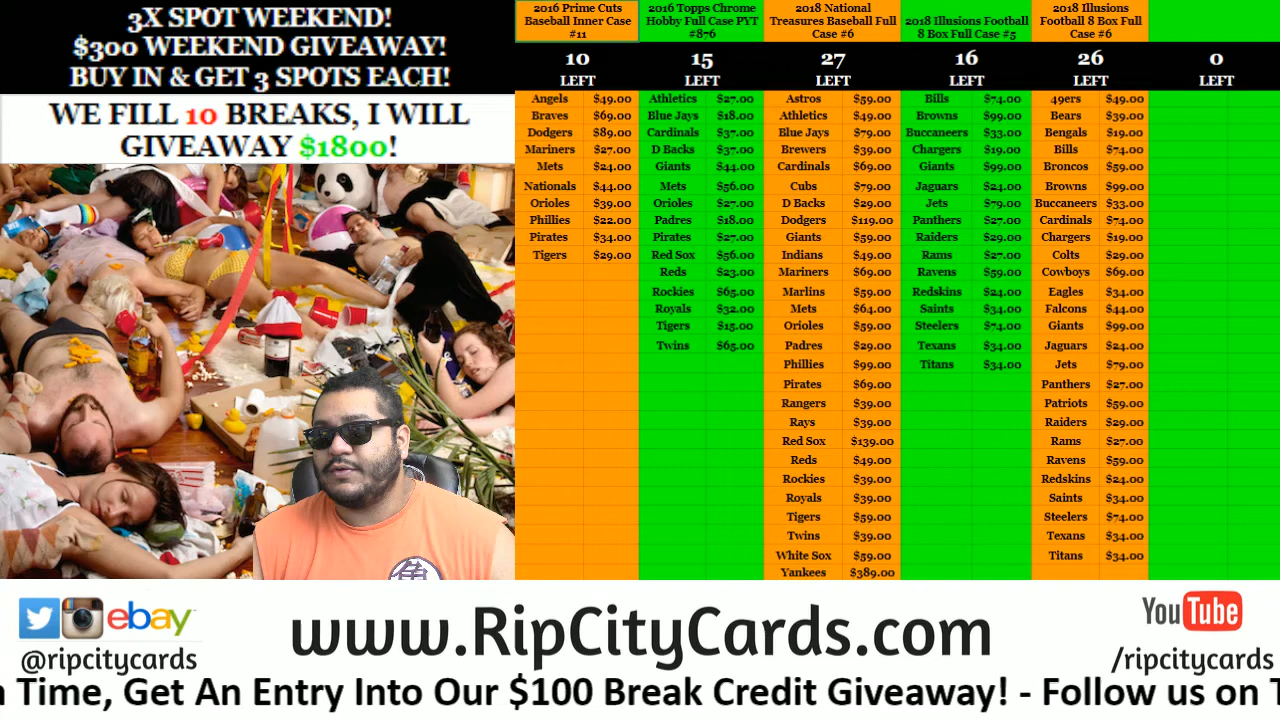 3X SPOT WEEKEND!
$300 WEEKEND GIVEAWAY!
BUY IN & GET 3 SPOTS EACH!
WE FILL 10 BREAKS, I WILL
GIVEAWAY $1800!
2016 Prime Cuts
Baseball Inner Case
#11
10
LEFT
Angels $49.00
Braves $69.00
Dodgers $89.00
Mariners $27.00
Mets $24.00
Nationals $44.00
Orioles $39.00
Phillies $22.00
Pirates $34.00
Tigers $29.00
2016 Topps Chrome
Hobby Full Case PYT
#876
15
LEFT
Athletics $27.00
Blue Jays $18.00
Cardinals $37.00
D Backs $37.00
Giants $44.00
Mets $56.00
Orioles $27.00
Padres $18.00
Pirates $27.00
Red Sox $56.00
Reds $23.00
Rockies $65.00
Royals $32.00
Tigers $15.00
Twins $65.00
2018 National
Treasures Baseball Full
Case #6
27
LEFT
Astros $59.00
Athletics $49.00
Blue Jays $79.00
Brewers $39.00
Cardinals $69.00
Cubs $79.00
D Backs $29.00
Dodgers $119.00
Giants $59.00
Indians $49.00
Mariners $69.00
Marlins $59.00
Mets $64.00
Orioles $59.00
Padres $29.00
Phillies $99.00
Pirates $69.00
Rangers $39.00
Rays $39.00
Red Sox $139.00
Reds $49.00
Rockies $39.00
Royals $39.00
Tigers $59.00
Twins $39.00
White Sox $59.00
Yankees $389.00
2018 Illusions Football
8 Box Full Case #5
16
LEFT
Bills $74.00
Browns $99.00
Buccaneers $33.00
Chargers $19.00
Giants $99.00
Jaguars $24.00
Jets $79.00
Panthers $27.00
Raiders $29.00
Rams $27.00
Ravens $59.00
Redskins $24.00
Saints $34.00
Steelers $74.00
Texans $34.00
Titans $34.00
2018 Illusions
Football 8 Box Full
Case #6
26
LEFT
49ers $49.00
Bears $39.00
Bengals $19.00
Bills $74.00
Broncos $59.00
Browns $99.00
Buccaneers $33.00
Cardinals $74.00
Chargers $19.00
Colts $29.00
Cowboys $69.00
Eagles $34.00
Falcons $44.00
Giants $99.00
Jaguars $24.00
Jets $79.00
Panthers $27.00
Patriots $59.00
Raiders $29.00
Rams $27.00
Ravens $59.00
Redskins $24.00
Saints $34.00
Steelers $74.00
Texans $34.00
Titans $34.00
0
LEFT
亀
ebay
@ripcitycards
www.RipCityCards.com
YouTube
/ripcitycards
Time, Get An Entry Into Our $100 Break Credit Giveaway! - Follow us on